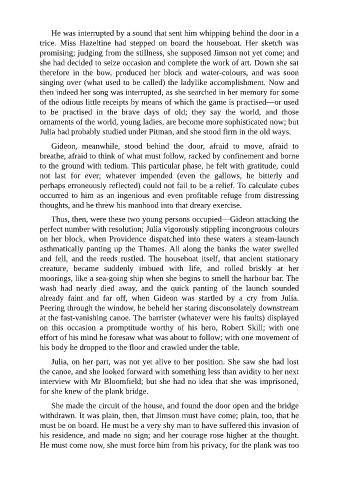 He was interrupted by a sound that sent him whipping behind the door in a
trice. Miss Hazeltine had stepped on board the houseboat. Her sketch was
promising; judging from the stillness, she supposed Jimson not yet come; and
she had decided to seize occasion and complete the work of art. Down she sat
therefore in the bow, produced her block and water-colours, and was soon
singing over (what used to be called) the ladylike accomplishment. Now and
then indeed her song was interrupted, as she searched in her memory for some
of the odious little receipts by means of which the game is practised—or used
to be practised in the brave days of old; they say the world, and those
ornaments of the world, young ladies, are become more sophisticated now; but
Julia had probably studied under Pitman, and she stood firm in the old ways.
Gideon, meanwhile, stood behind the door, afraid to move, afraid to
breathe, afraid to think of what must follow, racked by confinement and borne
to the ground with tedium. This particular phase, he felt with gratitude, could
not last for ever; whatever impended (even the gallows, he bitterly and
perhaps erroneously reflected) could not fail to be a relief. To calculate cubes
occurred to him as an ingenious and even profitable refuge from distressing
thoughts, and he threw his manhood into that dreary exercise.
Thus, then, were these two young persons occupied—Gideon attacking the
perfect number with resolution; Julia vigorously stippling incongruous colours
on her block, when Providence dispatched into these waters a steam-launch
asthmatically panting up the Thames. All along the banks the water swelled
and fell, and the reeds rustled. The houseboat itself, that ancient stationary
creature, became suddenly imbued with life, and rolled briskly at her
moorings, like a sea-going ship when she begins to smell the harbour bar. The
wash had nearly died away, and the quick panting of the launch sounded
already faint and far off, when Gideon was startled by a cry from Julia.
Peering through the window, he beheld her staring disconsolately downstream
at the fast-vanishing canoe. The barrister (whatever were his faults) displayed
on this occasion a promptitude worthy of his hero, Robert Skill; with one
effort of his mind he foresaw what was about to follow; with one movement of
his body he dropped to the floor and crawled under the table.
Julia, on her part, was not yet alive to her position. She saw she had lost
the canoe, and she looked forward with something less than avidity to her next
interview with Mr Bloomfield; but she had no idea that she was imprisoned,
for she knew of the plank bridge.
She made the circuit of the house, and found the door open and the bridge
withdrawn. It was plain, then, that Jimson must have come; plain, too, that he
must be on board. He must be a very shy man to have suffered this invasion of
his residence, and made no sign; and her courage rose higher at the thought.
He must come now, she must force him from his privacy, for the plank was too